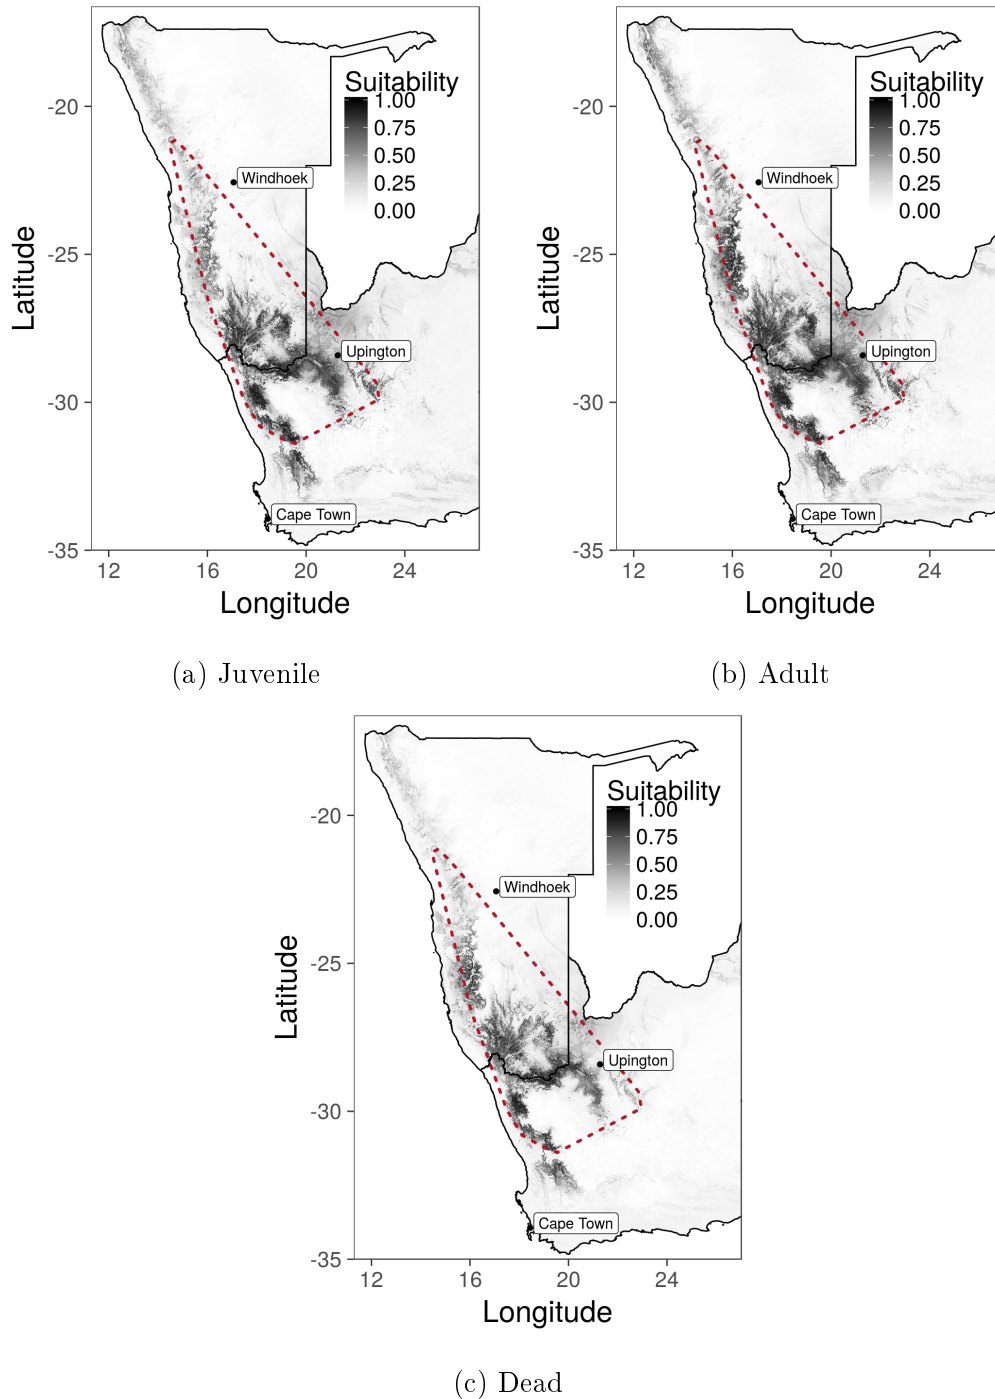 Suitability
1.00
0.75
0.50
0.25
0.00
-20
-25
-30
-35
Latitude
Windhoek
Upington
Cape Town
12 16 20 24
Longitude
(a) Juvenile
Suitability
1.00
0.75
0.50
0.25
0.00
-20
-25
-30
-35
Latitude
Windhoek
Upington
Cape Town
12 16 20 24
Longitude
(b) Adult
Suitability
1.00
0.75
0.50
0.25
0.00
-20
-25
-30
-35
Latitude
Windhoek
Upington
Cape Town
12 16 20 24
Longitude
(c) Dead